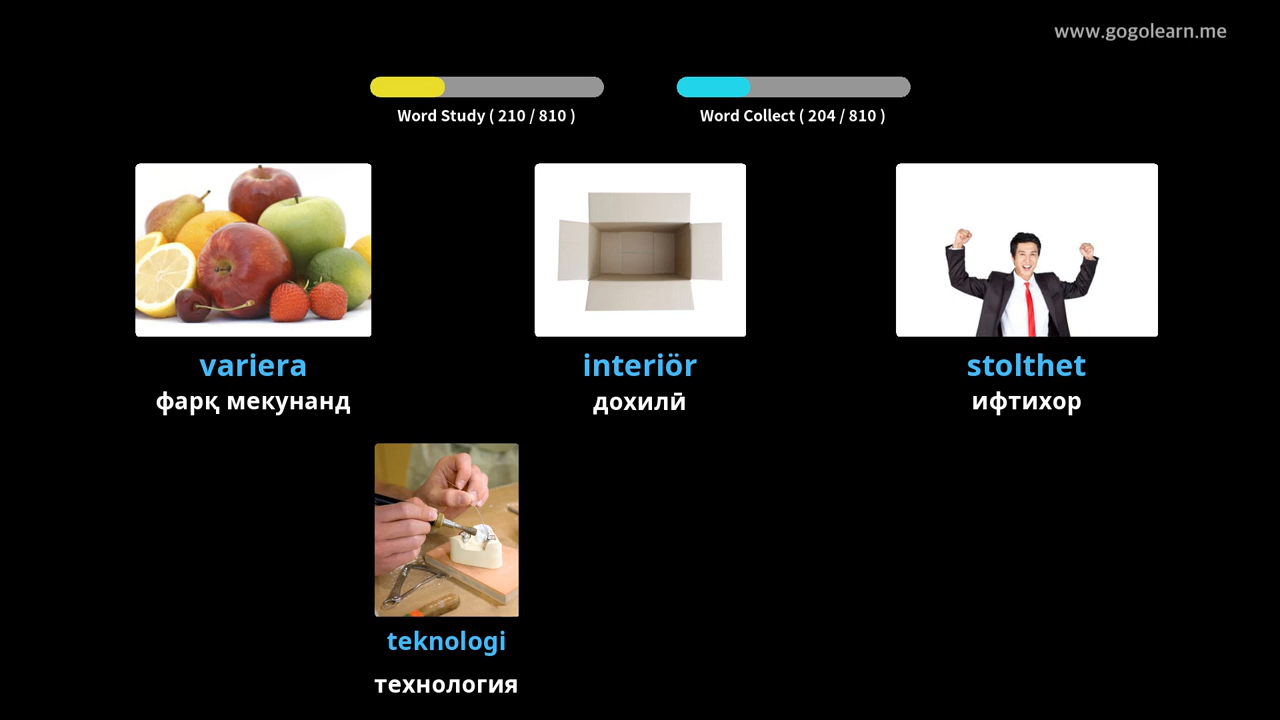 www.gogolearn.me
Word Study ( 210 / 810 )
Word Collect ( 204 / 810 )
variera
фарқ мекунанд
interiör
дохилӣ
stolthet
ифтихор
teknologi
технология